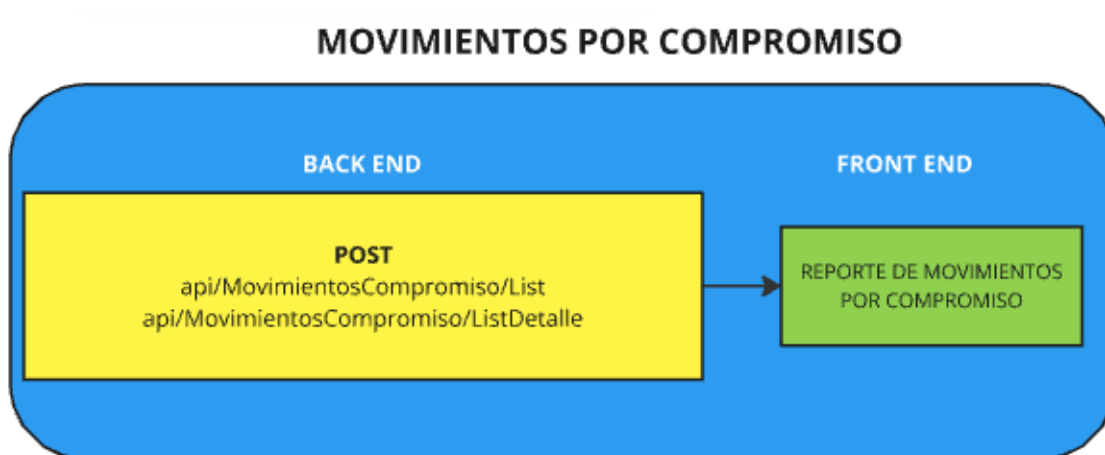 MOVIMIENTOS POR COMPROMISO
BACK END
FRONT END
POST
api/MovimientosCompromiso/List
api/MovimientosCompromiso/ListDetalle
REPORTE DE MOVIMIENTOS
POR COMPROMISO